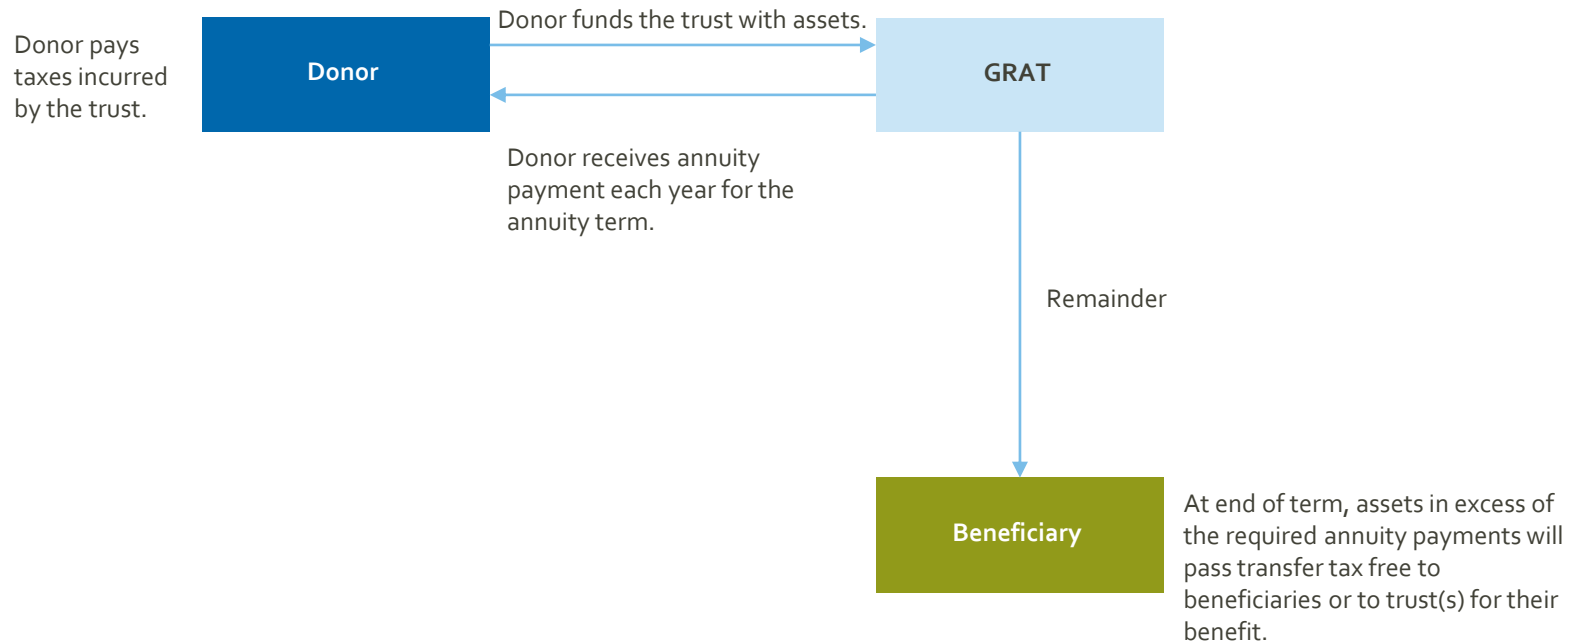 Donor funds the trust with assets.
Donor pays
taxes incurred
by the trust.
Donor
GRAT
Donor receives annuity
payment each year for the
annuity term.
Remainder
Beneficiary
At end of term, assets in excess of
the required annuity payments will
pass transfer tax free to
beneficiaries or to trust(s) for their
benefit.